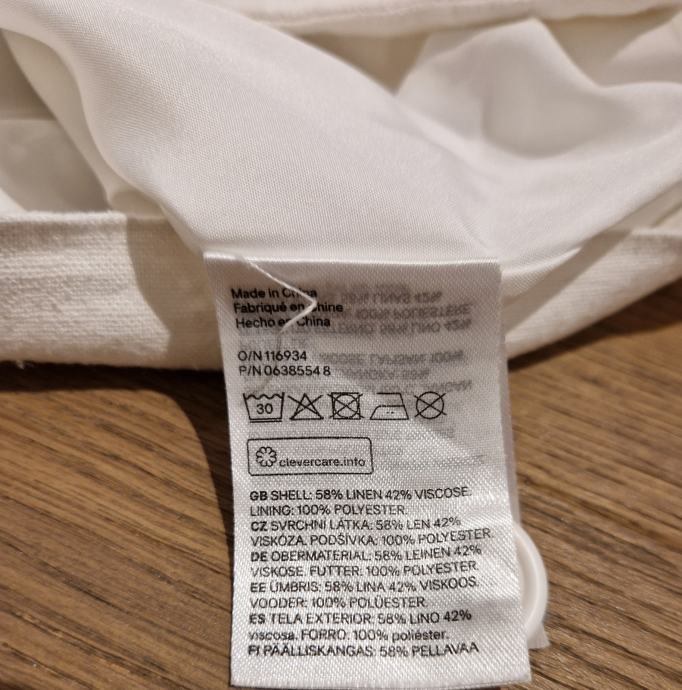 Made in China
Fabriqué en Chine
Hecho en China
O/N 116934
P/N 0638554 8
30
clevercare.info
GB SHELL: 58% LINEN 42% VISCOSE.
LINING: 100% POLYESTER.
CZ SVRCHNÍ LÁTKA: 58% LEN 42%
VISKÓZA. PODŠÍVKA: 100% POLYESTER.
DE OBERMATERIAL: 58% LEINEN 42%
VISKOSE. FUTTER: 100% POLYESTER.
EE ÜMBRIS: 58% LINA 42% VISKOOS.
VOODER: 100% POLÜESTER.
ES TELA EXTERIOR: 58% LINO 42%
viscosa. FORRO: 100% poliéster.
FI PÄÄLLISKANGAS: 58% PELLAVAA